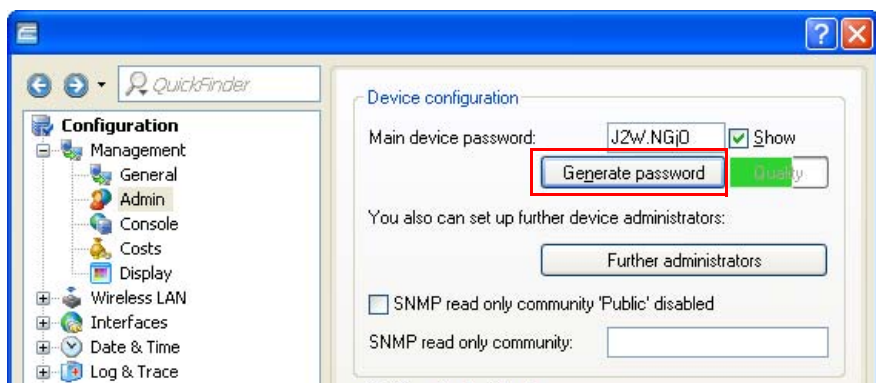 QuickFinder
Configuration
Management
General
Admin
Console
Costs
Display
Wireless LAN
Interfaces
Date & Time
Log & Trace
Device configuration
Main device password:
J2W.NGj0
Show
Generate password
Quality
You also can set up further device administrators:
Further administrators
SNMP read only community 'Public' disabled
SNMP read only community: